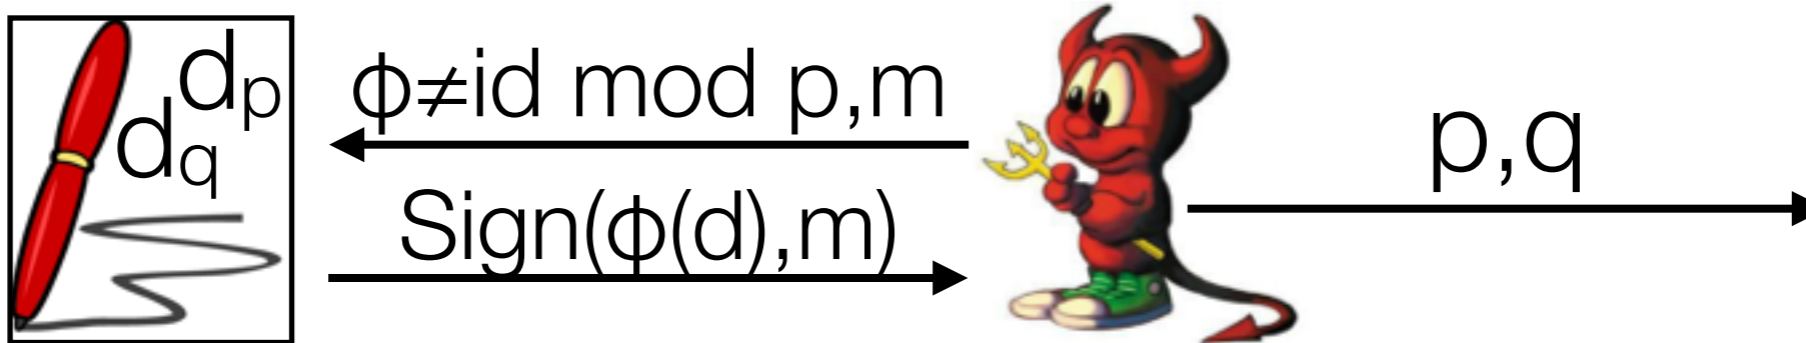 dp
dq
ϕ≠id mod p,m
Sign(ϕ(d),m)
p,q